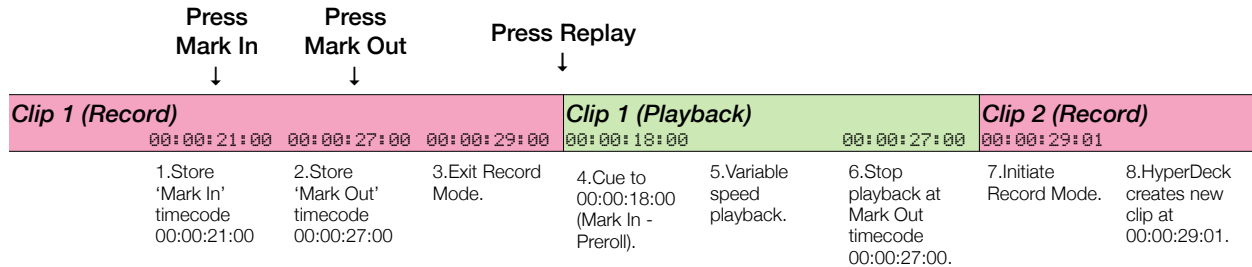 Press
Mark In
↓
Press
Mark Out
↓
Press Replay
↓
Clip 1 (Record)
00:00:21:00 00:00:27:00 00:00:29:00
Clip 1 (Playback)
00:00:18:00 00:00:27:00
Clip 2 (Record)
00:00:29:01
1.Store
‘Mark In’
timecode
00:00:21:00
2.Store
‘Mark Out’
timecode
00:00:27:00
3.Exit Record
Mode.
4.Cue to
00:00:18:00
(Mark In -
Preroll).
5.Variable
speed
playback.
6.Stop
playback at
Mark Out
timecode
00:00:27:00.
7.Initiate
Record Mode.
8.HyperDeck
creates new
clip at
00:00:29:01.